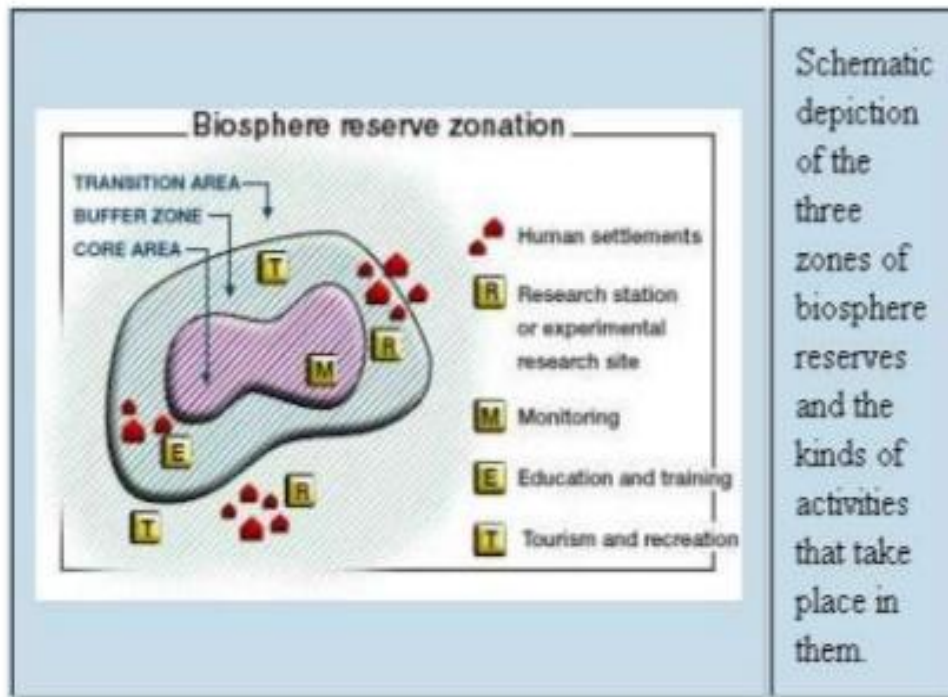 Biosphere reserve zonation
TRANSITION AREA
BUFFER ZONE
CORE AREA
T
R
M
E
R
T
Human settlements
R Research station
or experimental
research site
M Monitoring
E Education and training
T Tourism and recreation
Schematic
depiction
of the
three
zones of
biosphere
reserves
and the
kinds of
activities
that take
place in
them.